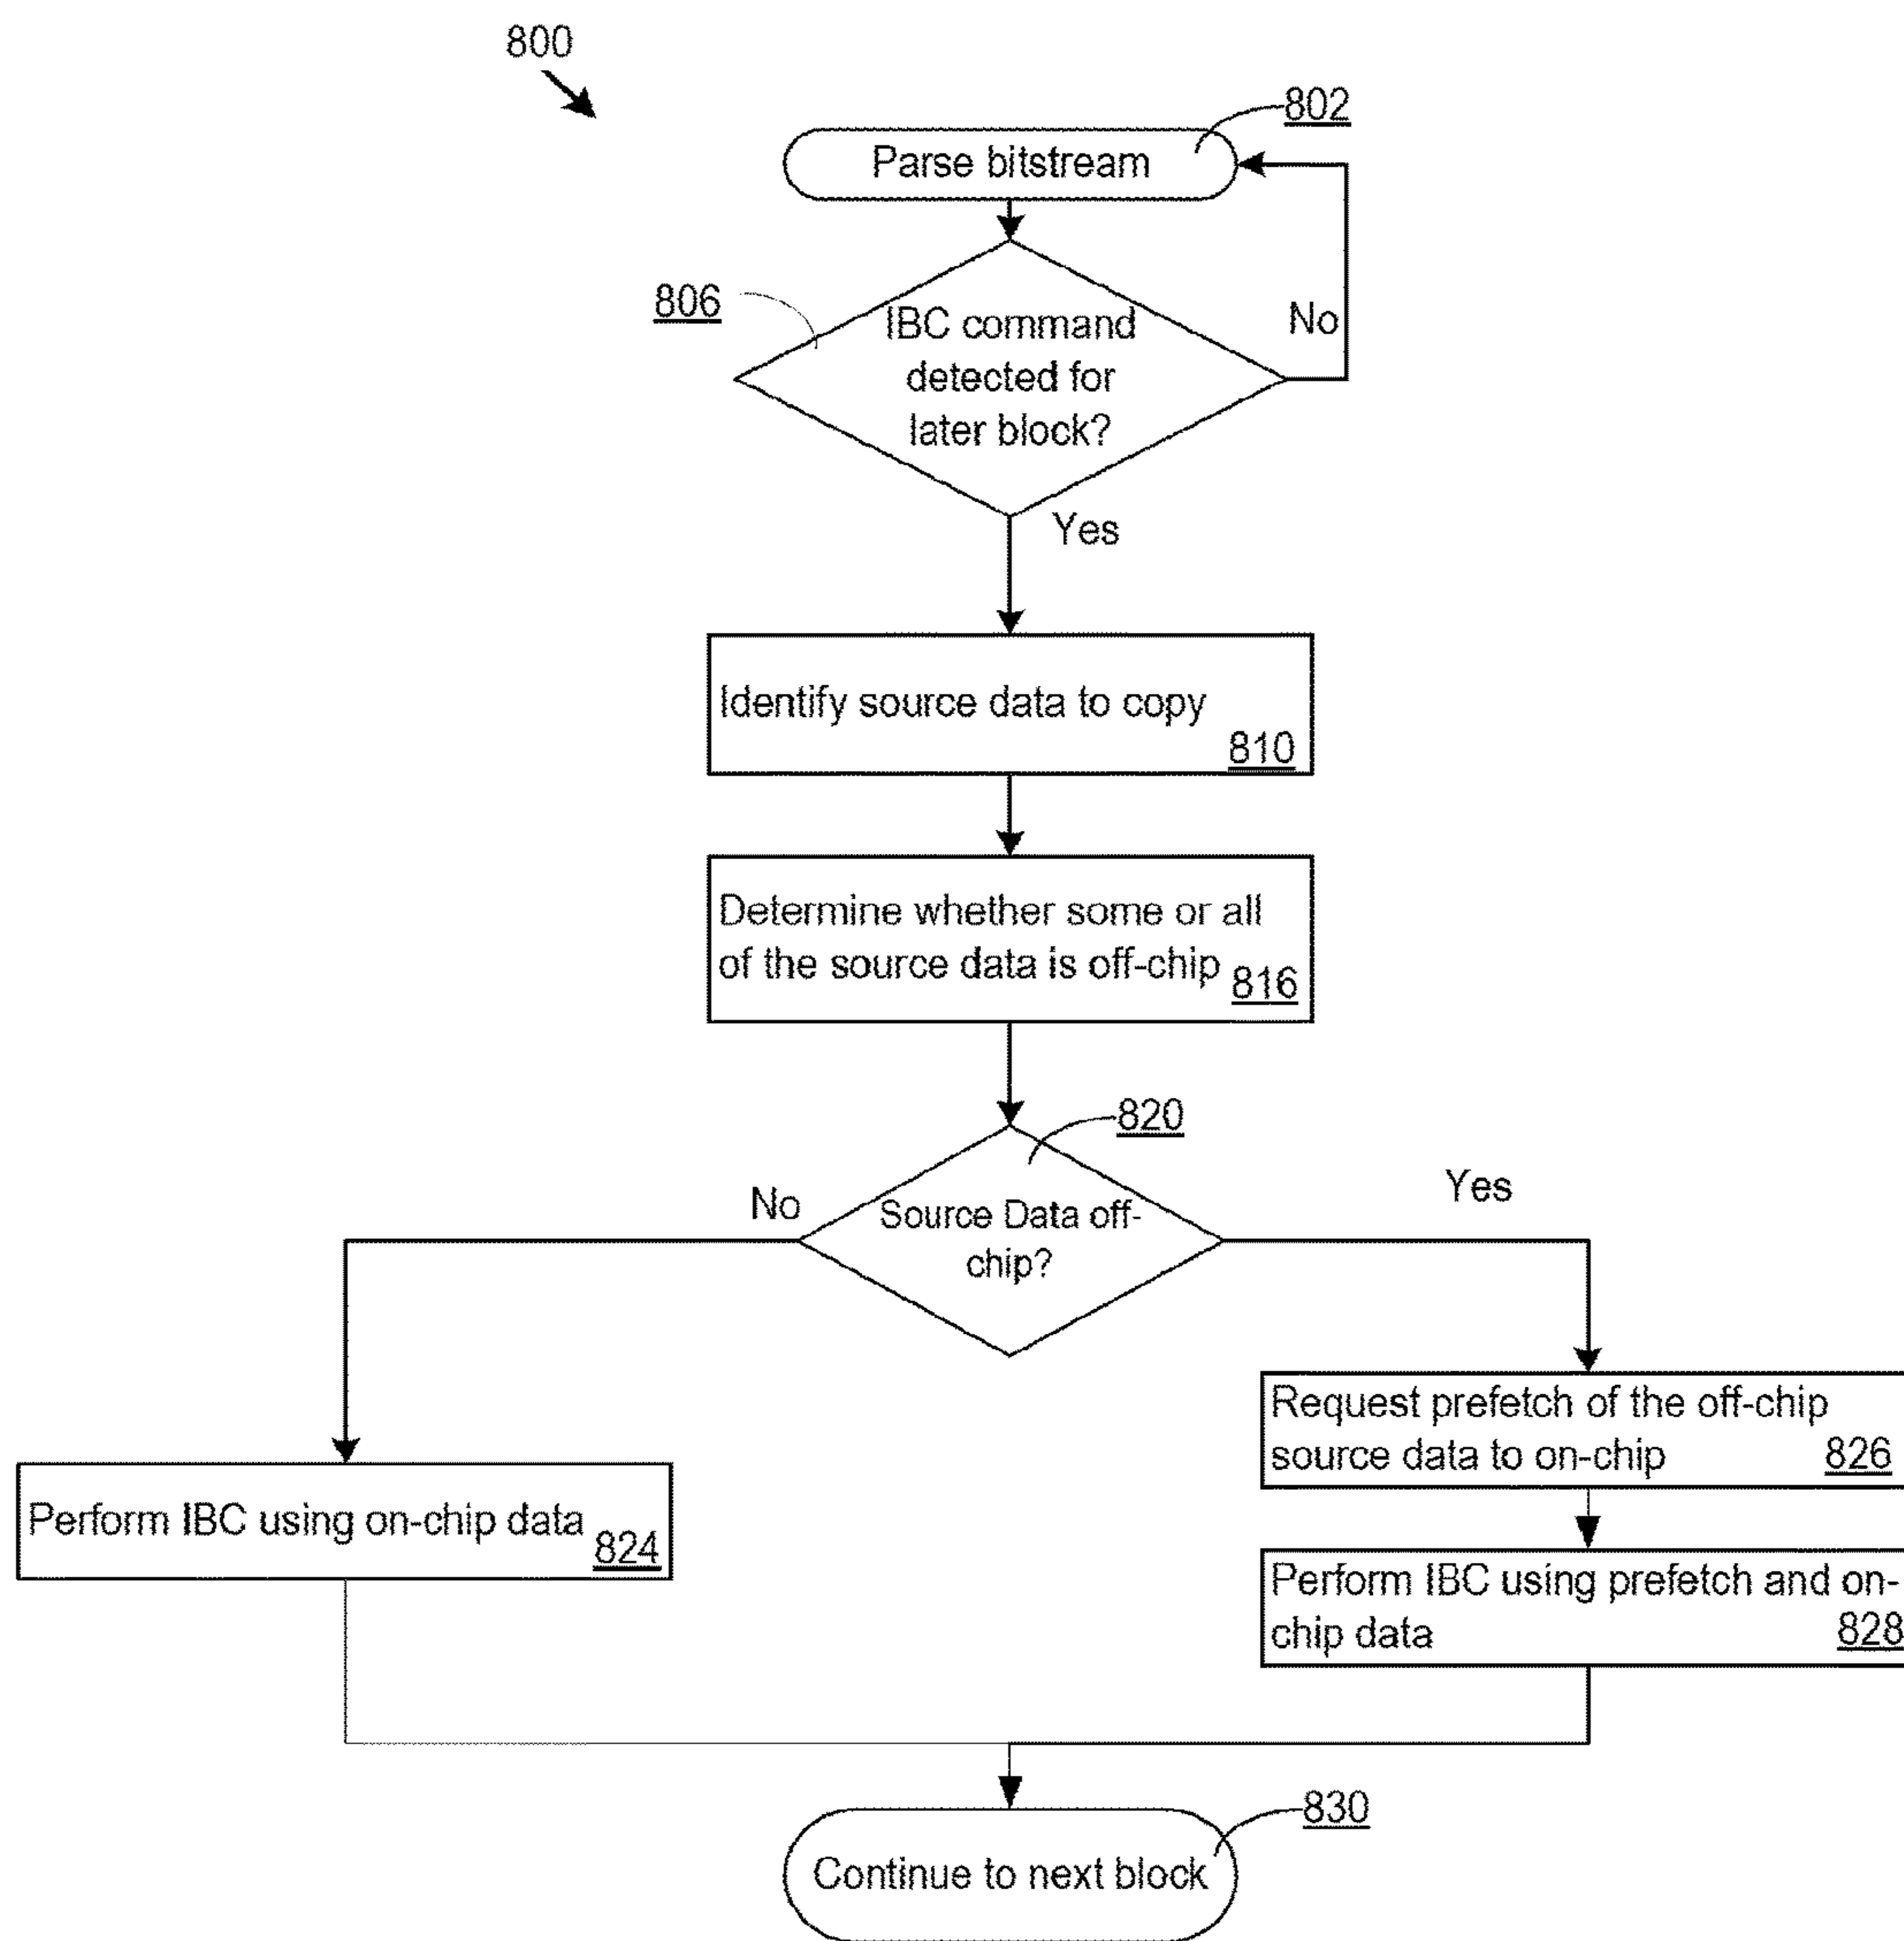 800
802
Parse bitstream
806
IBC command
detected for
later block?
No
Yes
Identify source data to copy
810
Determine whether some or all
of the source data is off-chip
816
820
No
Source Data off-
chip?
Yes
Request prefetch of the off-chip
source data to on-chip
826
Perform IBC using on-chip data
824
Perform IBC using prefetch and on-
chip data
828
830
Continue to next block